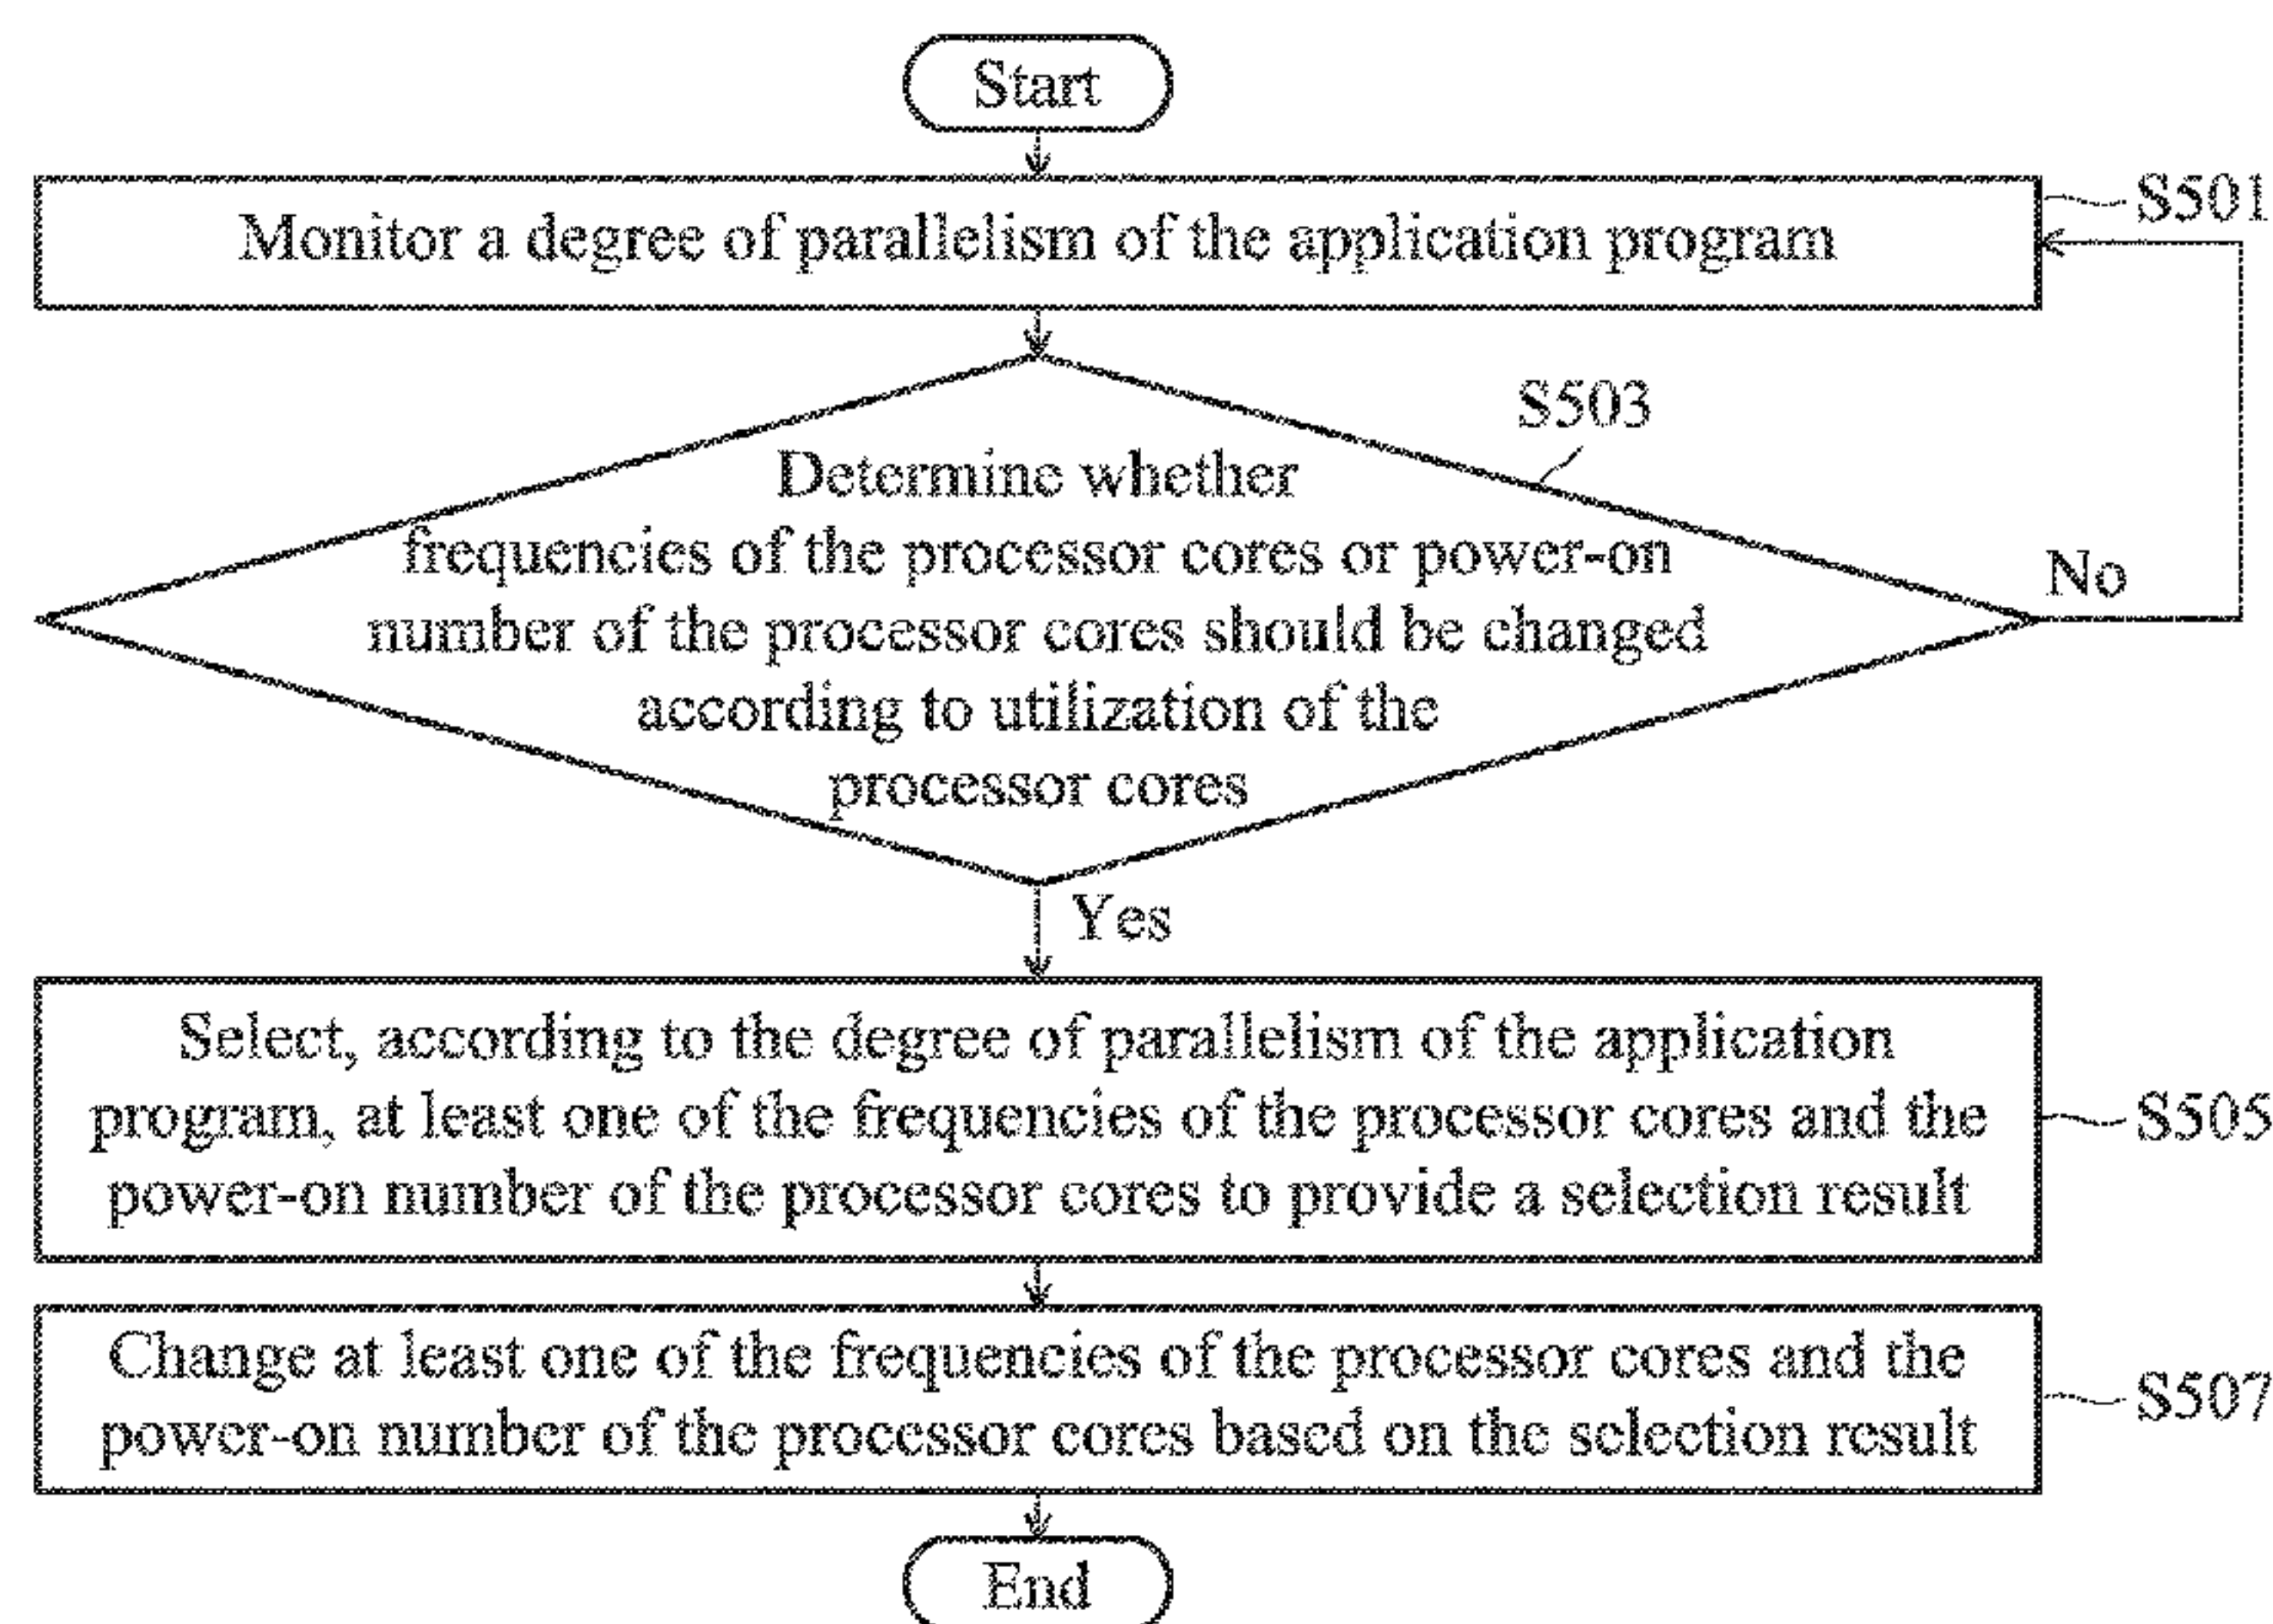 Start
Monitor a degree of parallelism of the application program
S501
S503
Determine whether
frequencies of the processor cores or power-on
number of the processor cores should be changed
according to utilization of the
processor cores
No
Yes
Select, according to the degree of parallelism of the application
program, at least one of the frequencies of the processor cores and the
power-on number of the processor cores to provide a selection result
S505
Change at least one of the frequencies of the processor cores and the
power-on number of the processor cores based on the selection result
S507
End